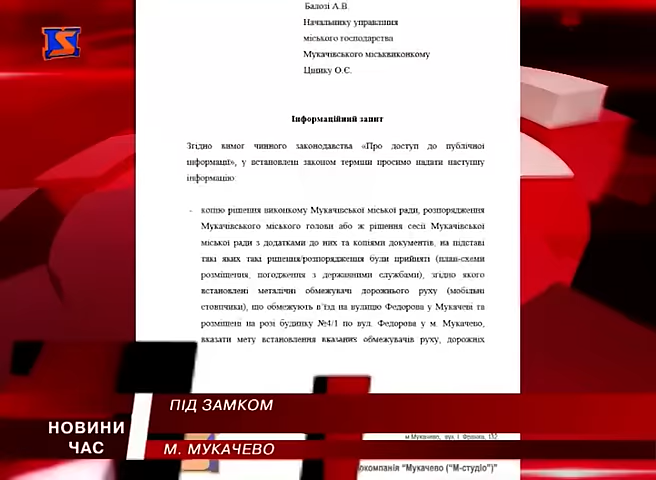 Балозі А.В
Начальнику управління
міського господарства
Мукачівського міськвиконкому
Ціпику О.Є.
Інформаційний запит
Згідно вимог чинного законодавства «Про доступ до публічної
інформації», у встановлені законом терміни просимо надати наступну
інформацію
- копію рішення виконкому Мукачівської міської ради, розпорядження
Мукачівського міського голови або ж рішення сесії Мукачівської
міської ради з додатками до них та копіями документів, на підставі
такі яких такі рішення/розпорядження були прийняті (план-схеми
розміщення, погодження з державними службами), згідно якого
встановлені металічні обмежувачі дорожнього руху (мобільні
стовпчики), що обмежують в’їзд на вулицю Федорова у Мукачеві та
розміщені на розі будинку №4/1 по вул. Федорова у м. Мукачево,
вказати мету встановлення вказаних обмежувачів руху, дорожніх
ПІД ЗАМКОМ
НОВИНИ
ЧАС
м Мукачево, вул. І. Франка, 152
М. МУКАЧЕВО
окомпанія “Мукачево (“М-студіо”)”